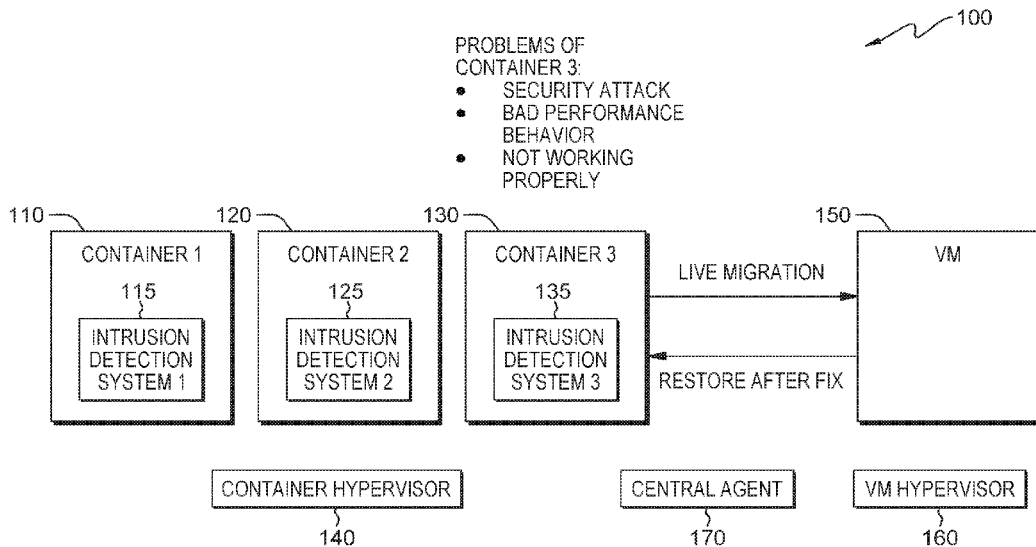 100
PROBLEMS OF
CONTAINER 3:
• SECURITY ATTACK
• BAD PERFORMANCE
BEHAVIOR
• NOT WORKING
PROPERLY
110
120
130
150
CONTAINER 1
CONTAINER 2
CONTAINER 3
VM
LIVE MIGRATION
115
125
135
INTRUSION
DETECTION
SYSTEM 1
INTRUSION
DETECTION
SYSTEM 2
INTRUSION
DETECTION
SYSTEM 3
RESTORE AFTER FIX
CONTAINER HYPERVISOR
CENTRAL AGENT
VM HYPERVISOR
140
170
160